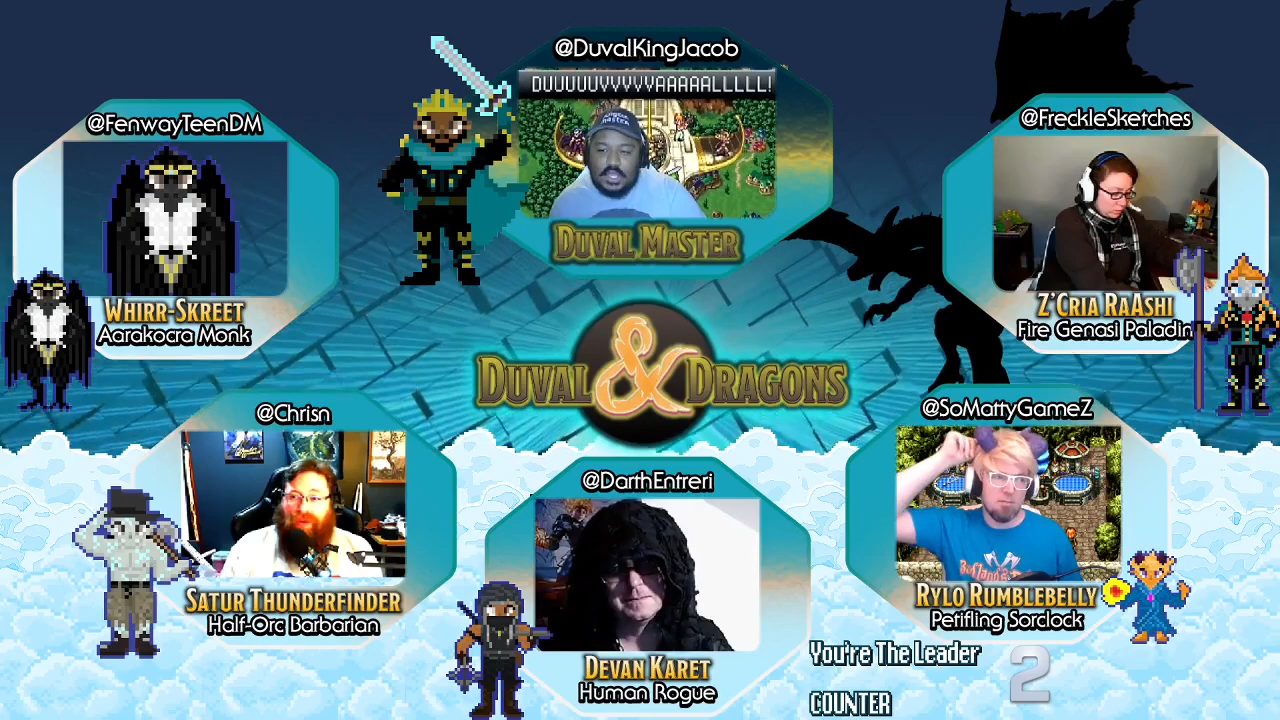 @DuvalKingJacob
DUUUUUVVVVVAAAAALLLLL!
DUVAL MASTER
@FenwayTeenDM
WHIRR-SKREET
Aarakocra Monk
@FreckleSketches
Z'CRIA RAASHI
Fire Genasi Paladin
DUVAL & DRAGONS
@Chrisn
SATUR THUNDERFINDER
Half-Orc Barbarian
@DarthEntreri
DEVAN KARET
Human Rogue
@SoMattyGameZ
RYLO RUMBLEBELLY
Petifling Sorclock
You're The Leader
COUNTER
2